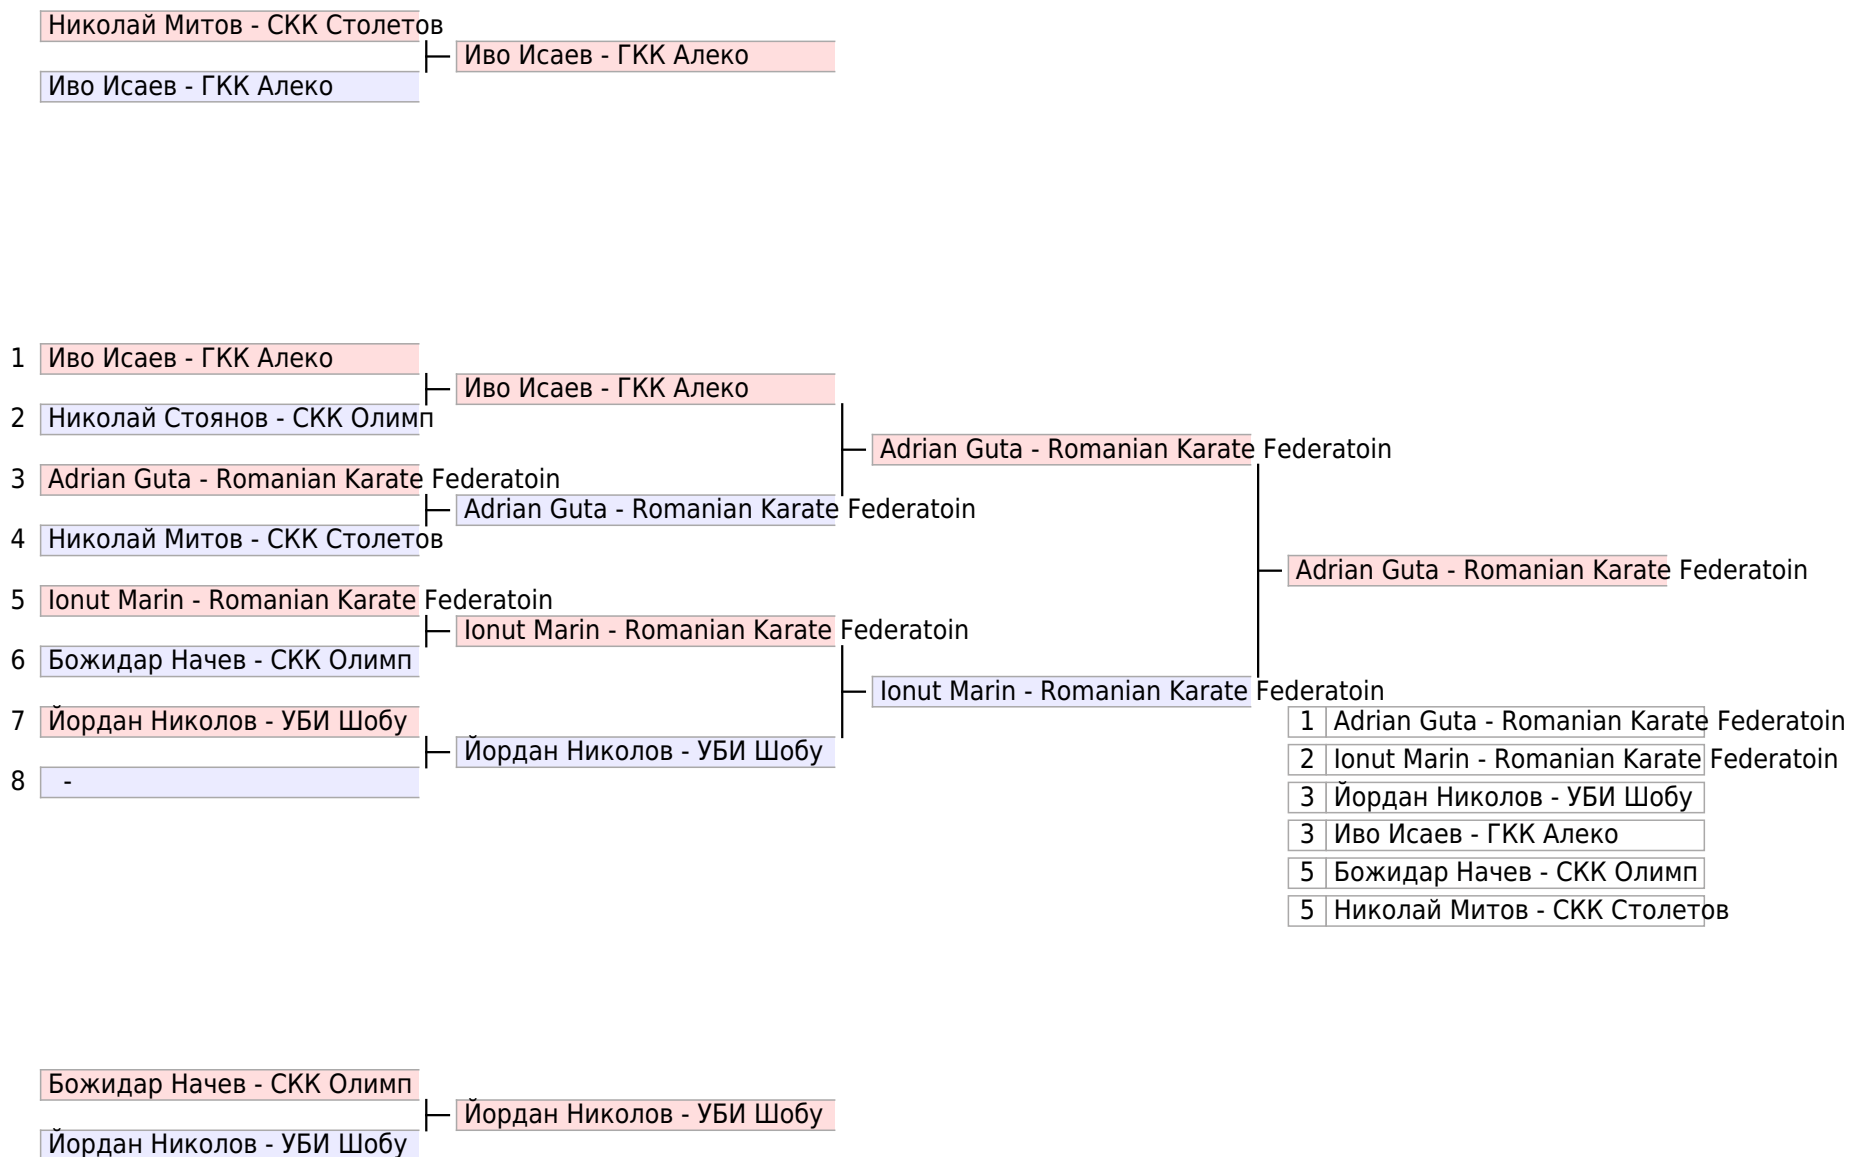 Николай Митов - СКК Столетов
Иво Исаев - ГКК Алеко
Иво Исаев - ГКК Алеко
1 Иво Исаев - ГКК Алеко
Иво Исаев - ГКК Алеко
2 Николай Стоянов - СКК Олимп
Adrian Guta - Romanian Karate Federatoin
3 Adrian Guta - Romanian Karate Federatoin
Adrian Guta - Romanian Karate Federatoin
4 Николай Митов - СКК Столетов
Adrian Guta - Romanian Karate Federatoin
5 Ionut Marin - Romanian Karate Federatoin
Ionut Marin - Romanian Karate Federatoin
6 Божидар Начев - СКК Олимп
Ionut Marin - Romanian Karate Federatoin
7 Йордан Николов - УБИ Шобу
Йордан Николов - УБИ Шобу
8 -
1 Adrian Guta - Romanian Karate Federatoin
2 Ionut Marin - Romanian Karate Federatoin
3 Йордан Николов - УБИ Шобу
3 Иво Исаев - ГКК Алеко
5 Божидар Начев - СКК Олимп
5 Николай Митов - СКК Столетов
Божидар Начев - СКК Олимп
Йордан Николов - УБИ Шобу
Йордан Николов - УБИ Шобу